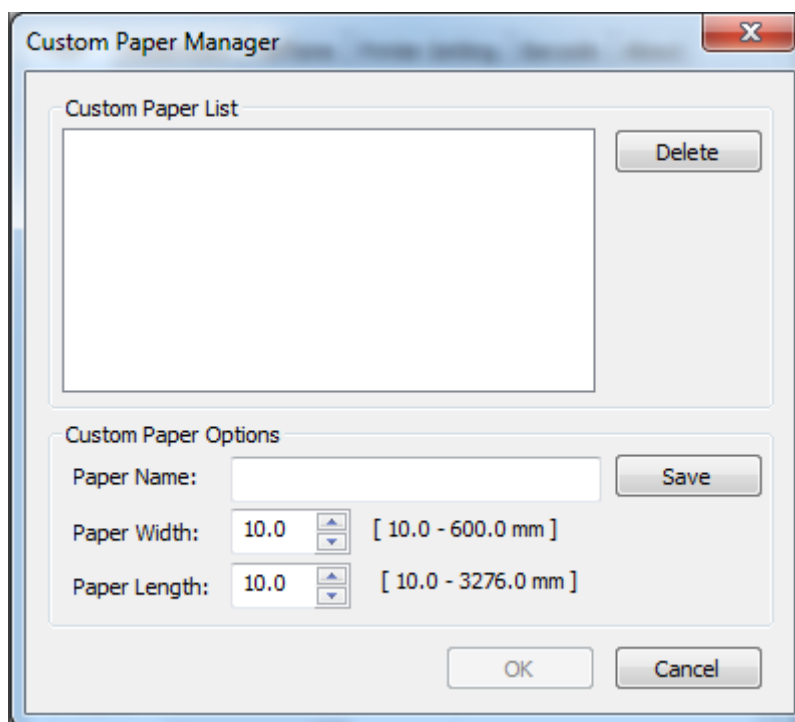 Custom Paper Manager
Custom Paper List
Delete
Custom Paper Options
Paper Name:
Save
Paper Width: 10.0 [ 10.0 - 600.0 mm ]
Paper Length: 10.0 [ 10.0 - 3276.0 mm ]
OK Cancel